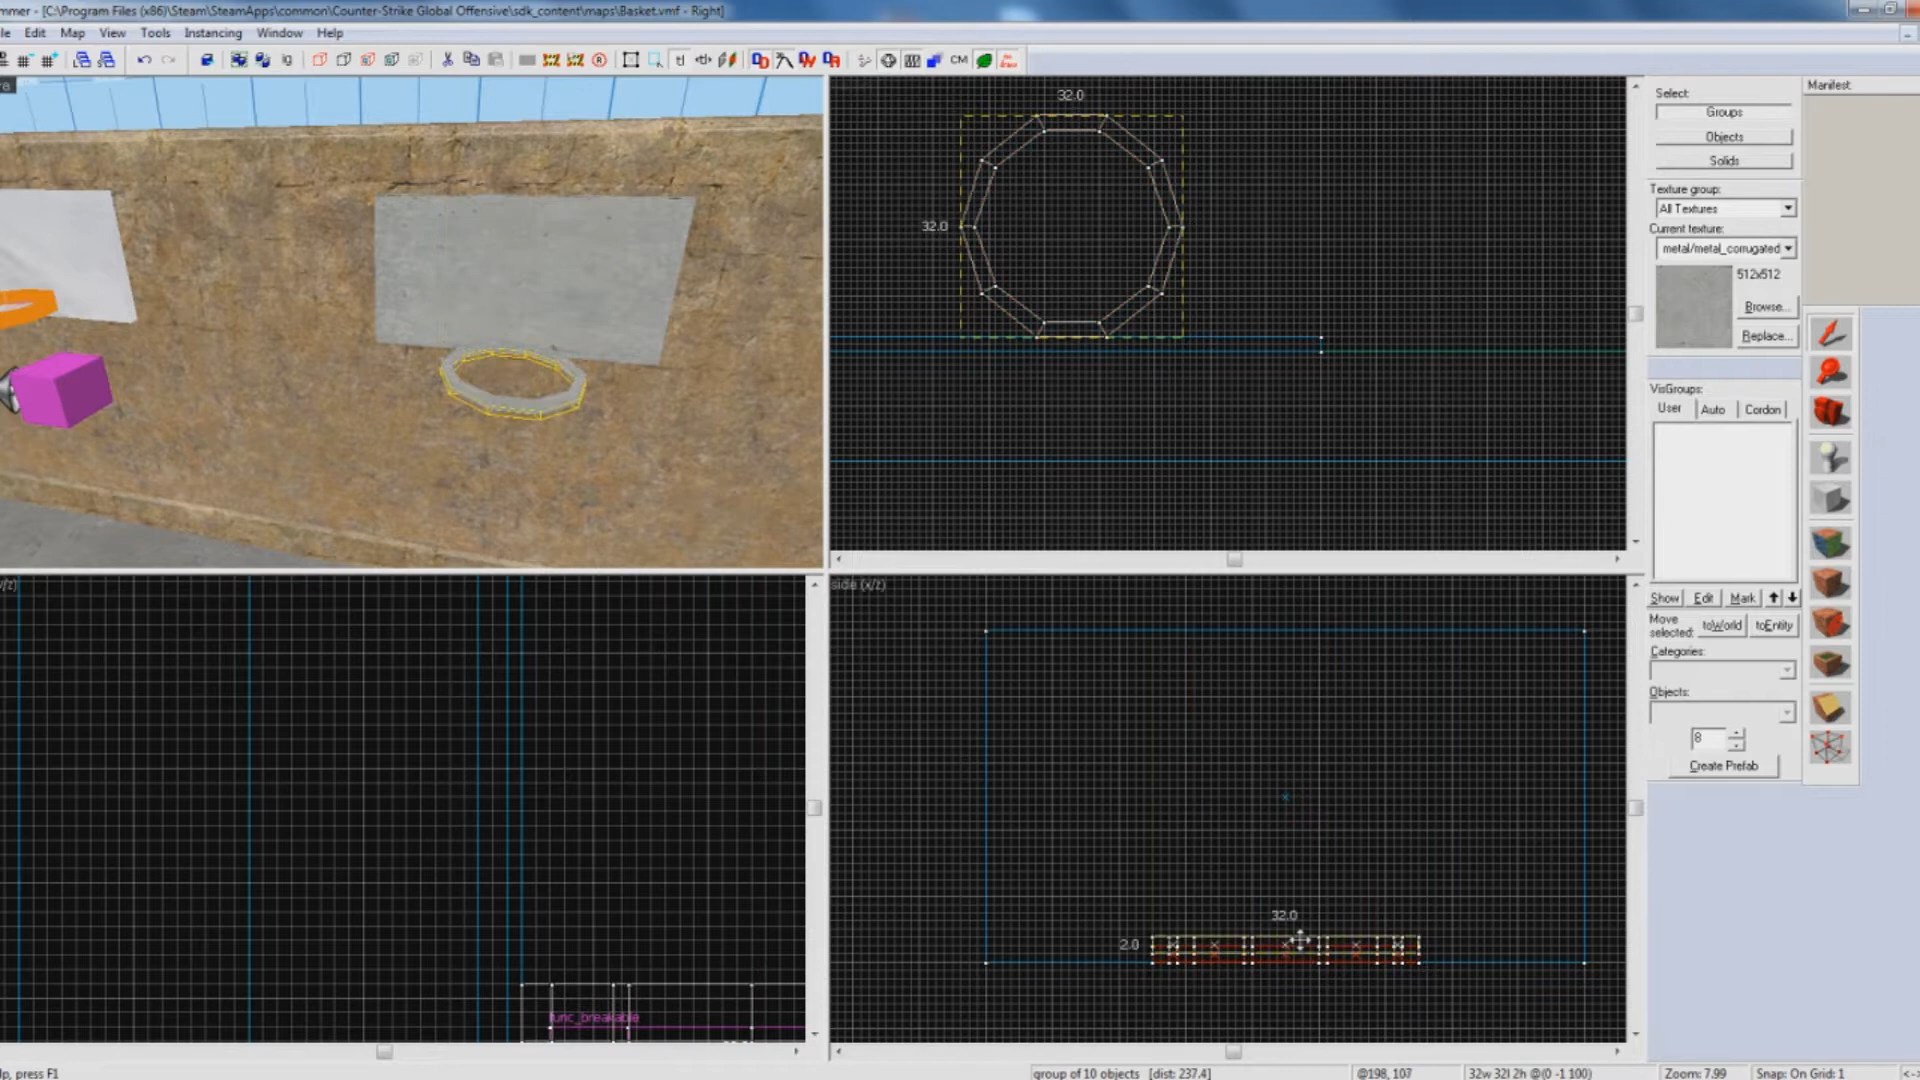 mmer - [C:\Program Files (x86)\Steam\SteamApps\common\Counter-Strike Global Offensive\sdk_content\maps\Basket.vmf - Right]
le Edit Map View Tools Instancing Window Help
CM
32.0
32.0
y/z)
func_breakable
side (x/z)
32.0
2.0
Select:
Groups
Objects
Solids
Texture group:
All Textures
Current texture:
metal/metal_corrugated
512x512
Browse...
Replace...
VisGroups:
User Auto Cordon
Show Edit Mark
Move selected: toWorld toEntity
Categories:
Objects:
8
Create Prefab
Manifest
lp, press F1
group of 10 objects [dist: 237.4]
@198, 107
32w 32l 2h @(0 -1 100)
Zoom: 7.99
Snap: On Grid: 1
<->